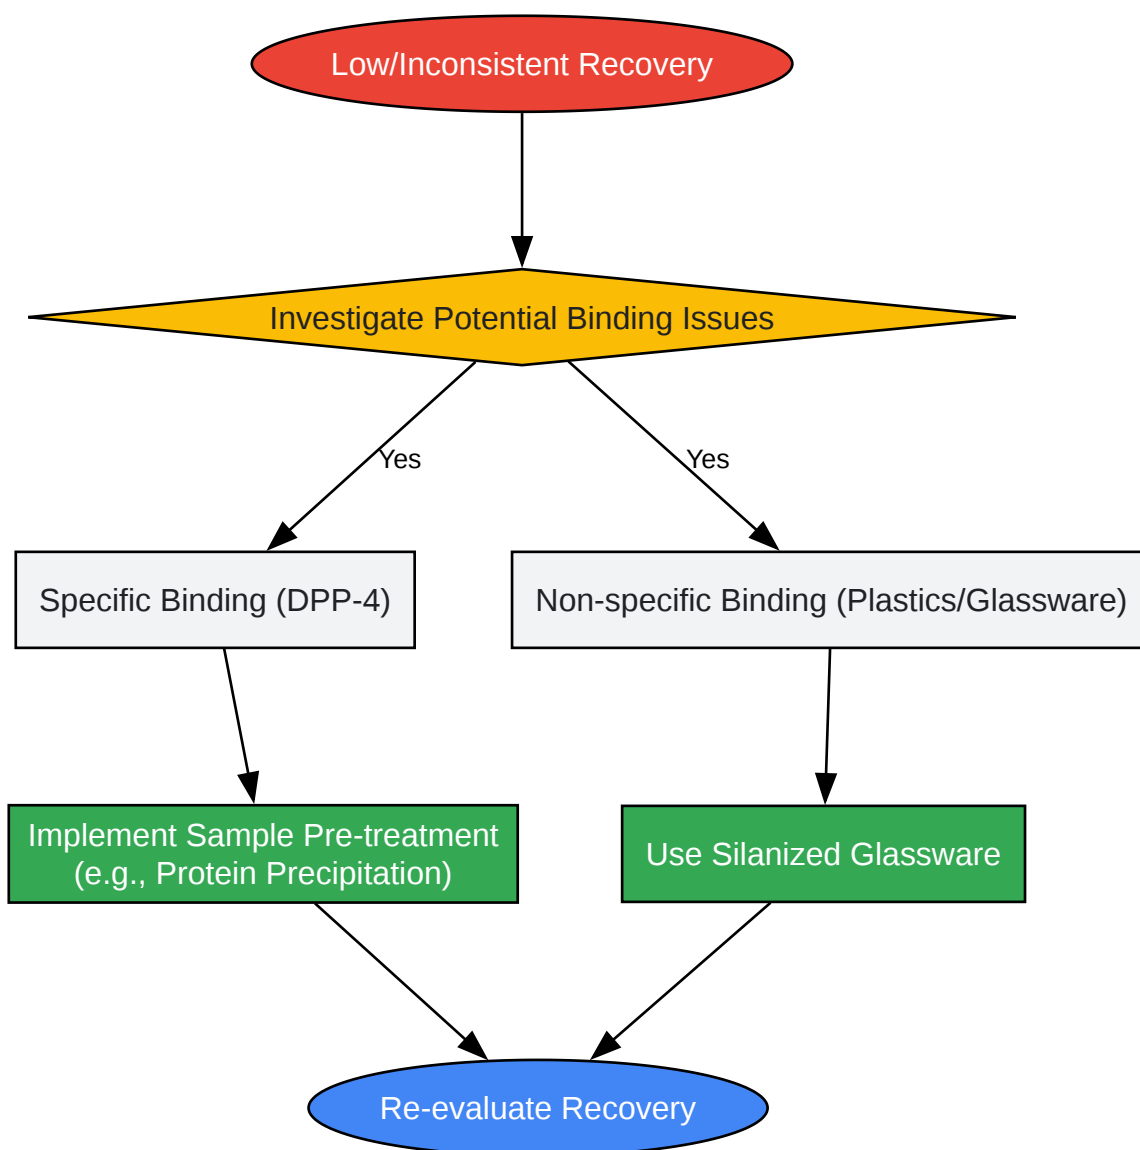 Low/Inconsistent Recovery
Investigate Potential Binding Issues
Yes
Yes
Specific Binding (DPP-4)
Non-specific Binding (Plastics/Glassware)
Implement Sample Pre-treatment
(e.g., Protein Precipitation)
Use Silanized Glassware
Re-evaluate Recovery